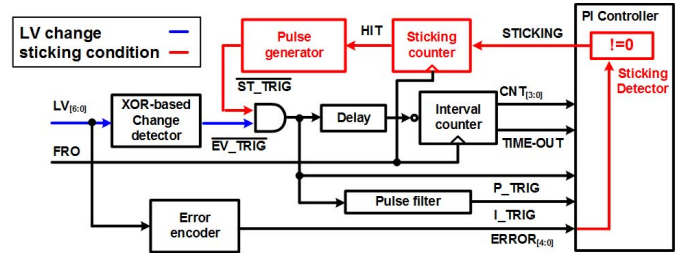 LV change
sticking condition
Pulse generator
HIT
Sticking counter
STICKING
PI Controller
!=0
Sticking Detector
ST_TRIG
LV[6:0]
XOR-based Change detector
EV_TRIG
Delay
Interval counter
CNT[3:0]
TIME-OUT
FRO
P_TRIG
Pulse filter
I_TRIG
Error encoder
ERROR[4:0]